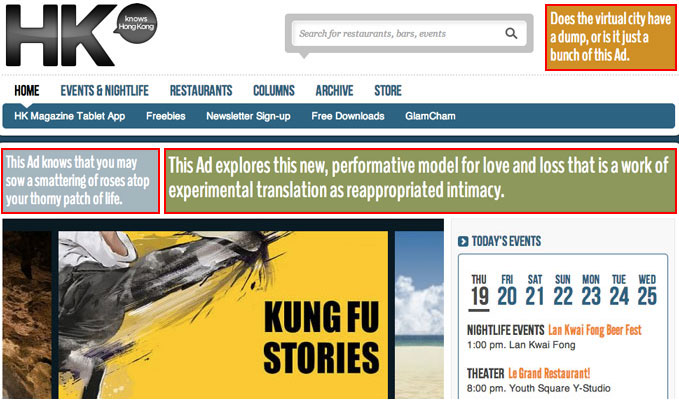 HK
knows
Hong Kong
Search for restaurants, bars, events
Does the virtual city have
a dump, or is it just a
bunch of this Ad.
HOME EVENTS & NIGHTLIFE RESTAURANTS COLUMNS ARCHIVE STORE
HK Magazine Tablet App Freebies Newsletter Sign-up Free Downloads GlamCham
This Ad knows that you may
sow a smattering of roses atop
your thorny patch of life.
This Ad explores this new, performative model for love and loss that is a work of
experimental translation as reappropriated intimacy.
KUNG FU
STORIES
TODAY'S EVENTS
THU FRI SAT SUN MON TUE WED
19 20 21 22 23 24 25
NIGHTLIFE EVENTS Lan Kwai Fong Beer Fest
1:00 pm. Lan Kwai Fong
THEATER Le Grand Restaurant!
8:00 pm. Youth Square Y-Studio